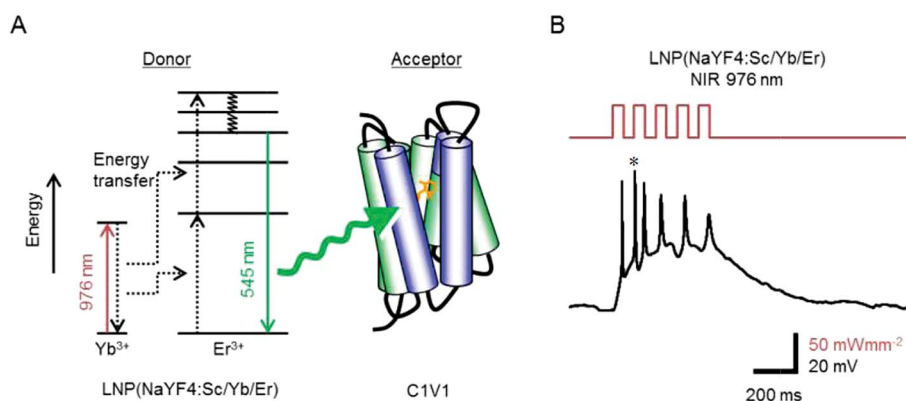 A
Donor
Acceptor
Energy
Energy
transfer
976 nm
545 nm
Yb³⁺
Er³⁺
LNP(NaYF4:Sc/Yb/Er)
C1V1
B
LNP(NaYF4:Sc/Yb/Er)
NIR 976 nm
*
50 mWmm⁻²
20 mV
200 ms